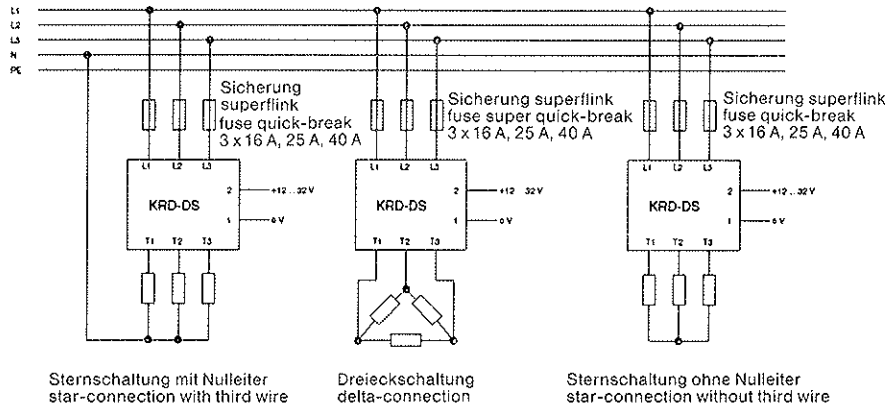 L1
L2
L3
N
PE
Sicherung
superflink
fuse quick-break
3 x 16 A, 25 A, 40 A
Sicherung superflink
fuse super quick-break
3 x 16 A, 25 A, 40 A
Sicherung superflink
fuse quick-break
3 x 16 A, 25 A, 40 A
L1 L2 L3
KRD-DS
2 +12...32 V
1 0 V
T1 T2 T3
L1 L2 L3
KRD-DS
2 +12...32 V
1 0 V
T1 T2 T3
L1 L2 L3
KRD-DS
2 +12...32 V
1 0 V
T1 T2 T3
Sternschaltung mit Nulleiter
star-connection with third wire
Dreieckschaltung
delta-connection
Sternschaltung ohne Nulleiter
star-connection without third wire